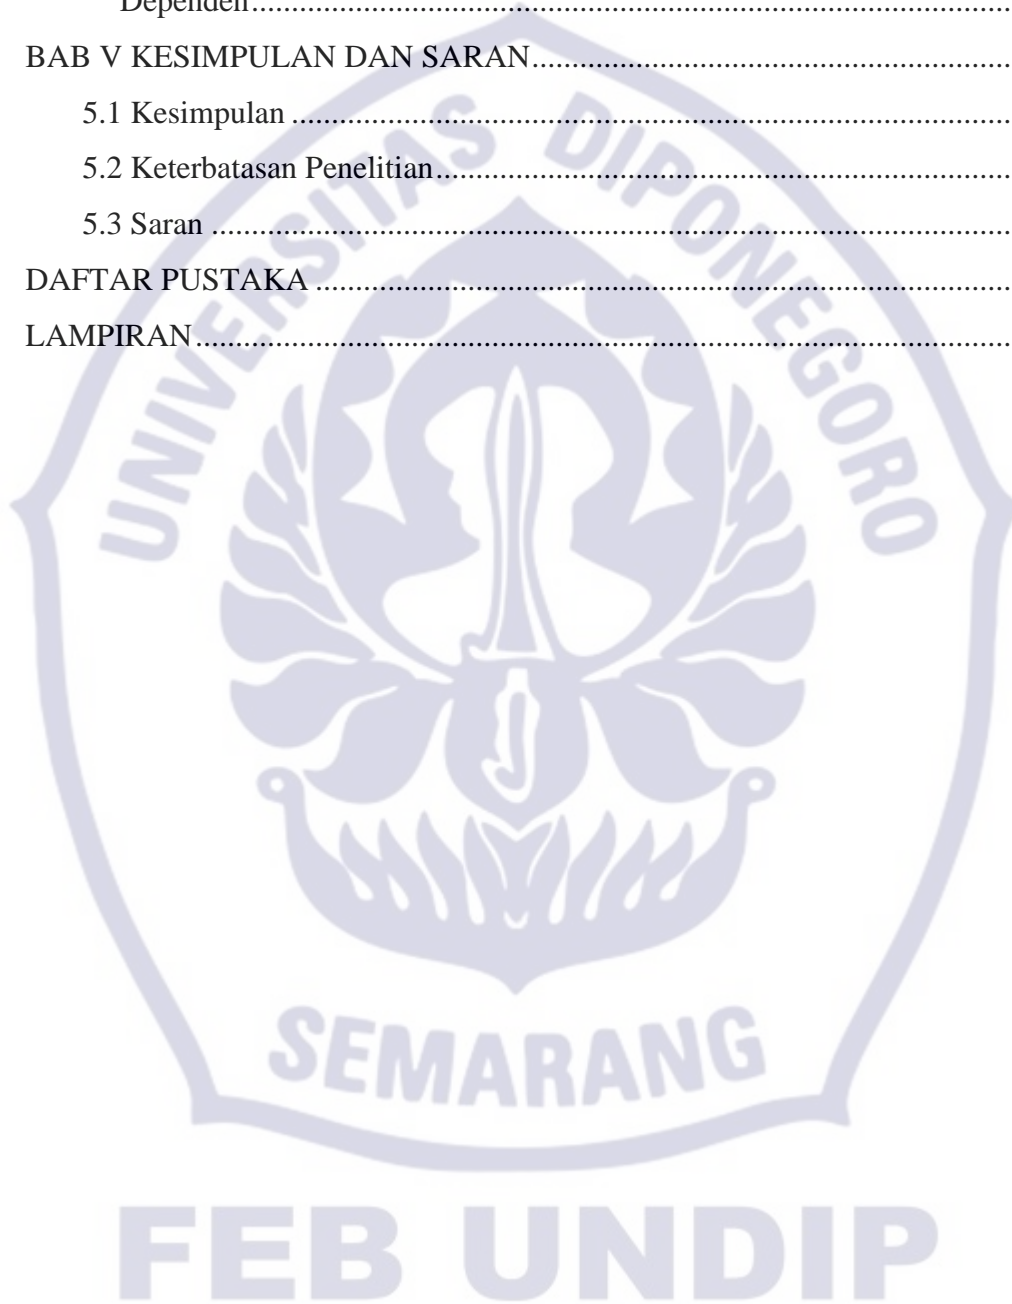 Dependen
BAB V KESIMPULAN DAN SARAN
5.1 Kesimpulan
5.2 Keterbatasan Penelitian
5.3 Saran
DAFTAR PUSTAKA
LAMPIRAN
UNIVERSITAS DIPONEGORO
SEMARANG
FEB UNDIP